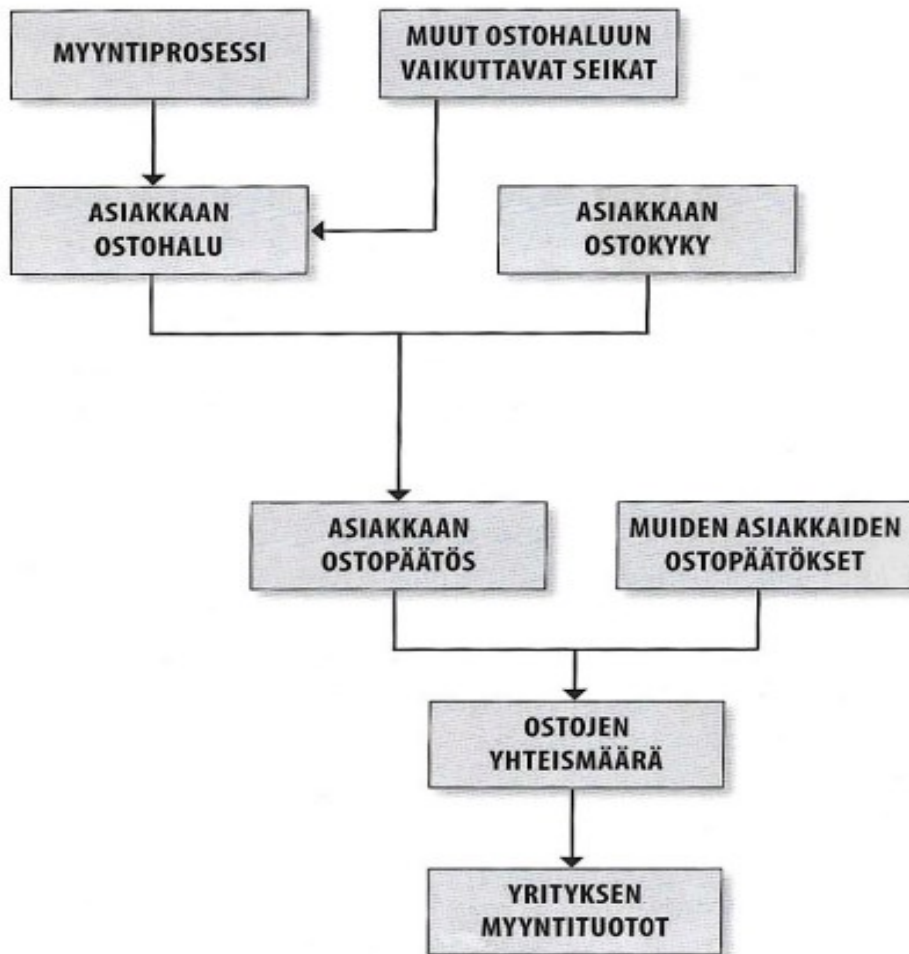 MYYNTIPROSESSI
MUUT OSTOHALUUN
VAIKUTTAVAT SEIKAT
ASIAKKAAN
OSTOHALU
ASIAKKAAN
OSTOKYKY
ASIAKKAAN
OSTOPÄÄTÖS
MUIDEN ASIAKKAIDEN
OSTOPÄÄTÖKSET
OSTOJEN
YHTEISMÄÄRÄ
YRITYKSEN
MYYNTITUOTOT